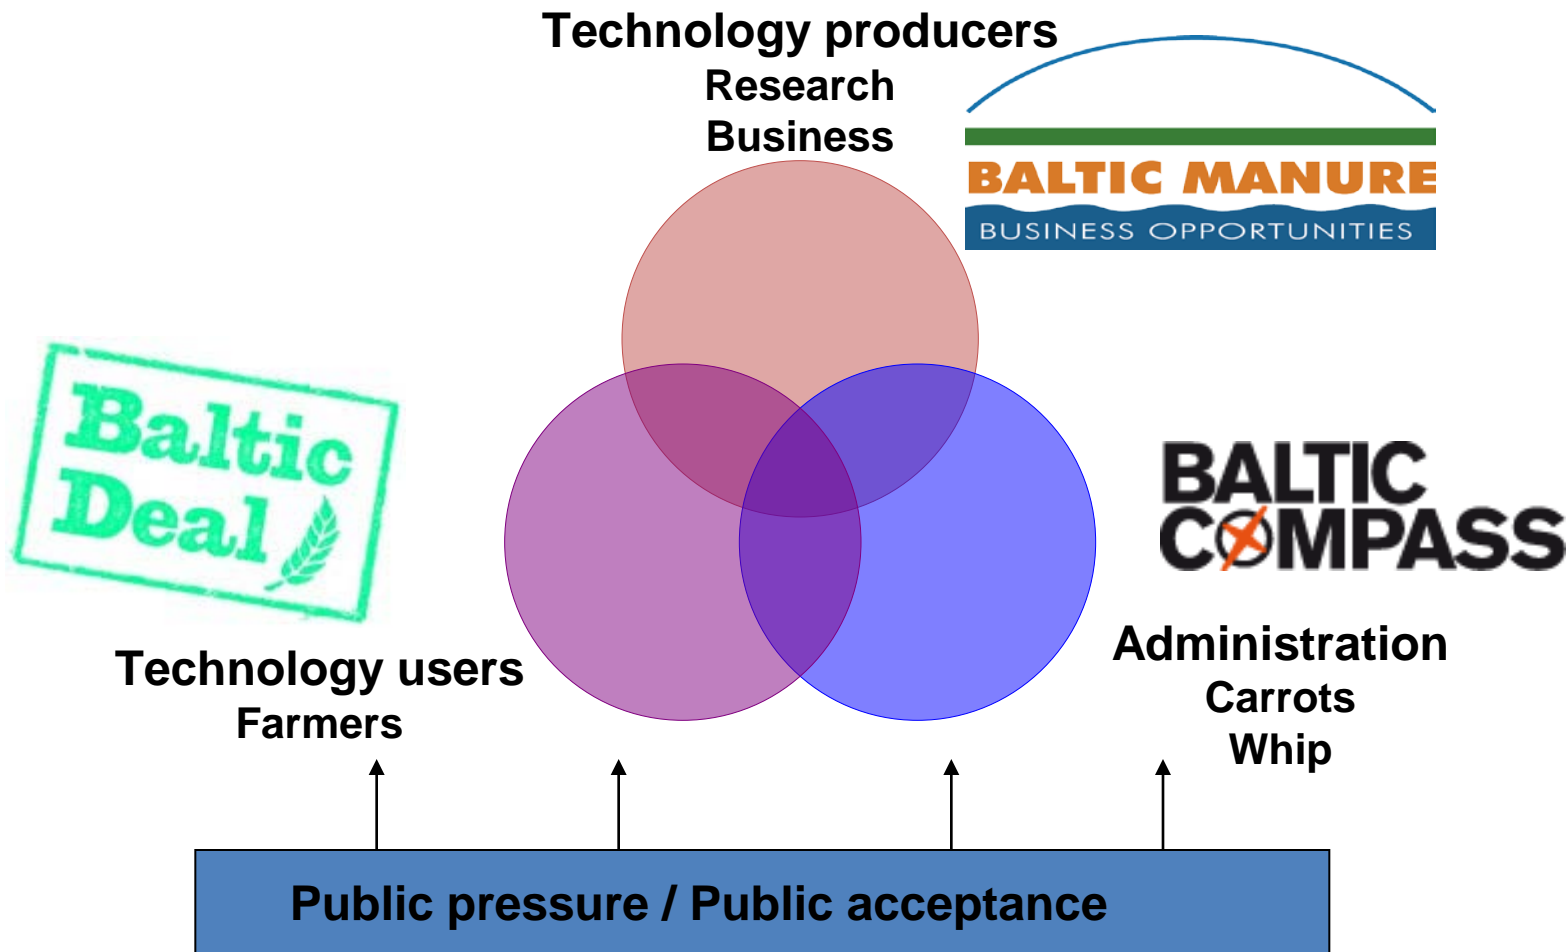 Technology producers
Research
Business
BALTIC MANURE
BUSINESS OPPORTUNITIES
Baltic
Deal
BALTIC
COMPASS
Technology users
Farmers
Administration
Carrots
Whip
Public pressure / Public acceptance